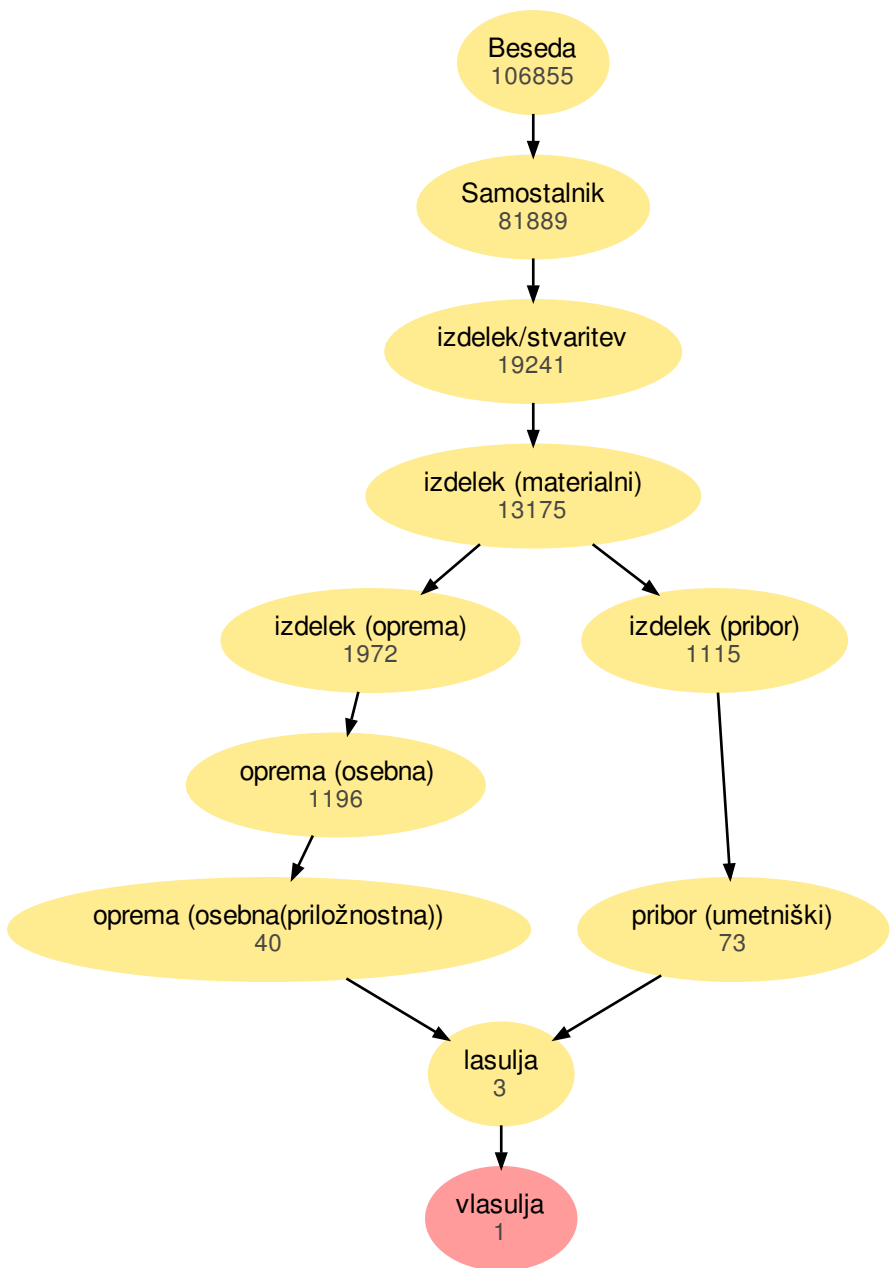 Beseda
106855
Samostalnik
81889
izdelek/stvaritev
19241
izdelek (materialni)
13175
izdelek (oprema)
1972
izdelek (pribor)
1115
oprema (osebna)
1196
oprema (osebna(priložnostna))
40
pribor (umetniški)
73
lasulja
3
vlasulja
1